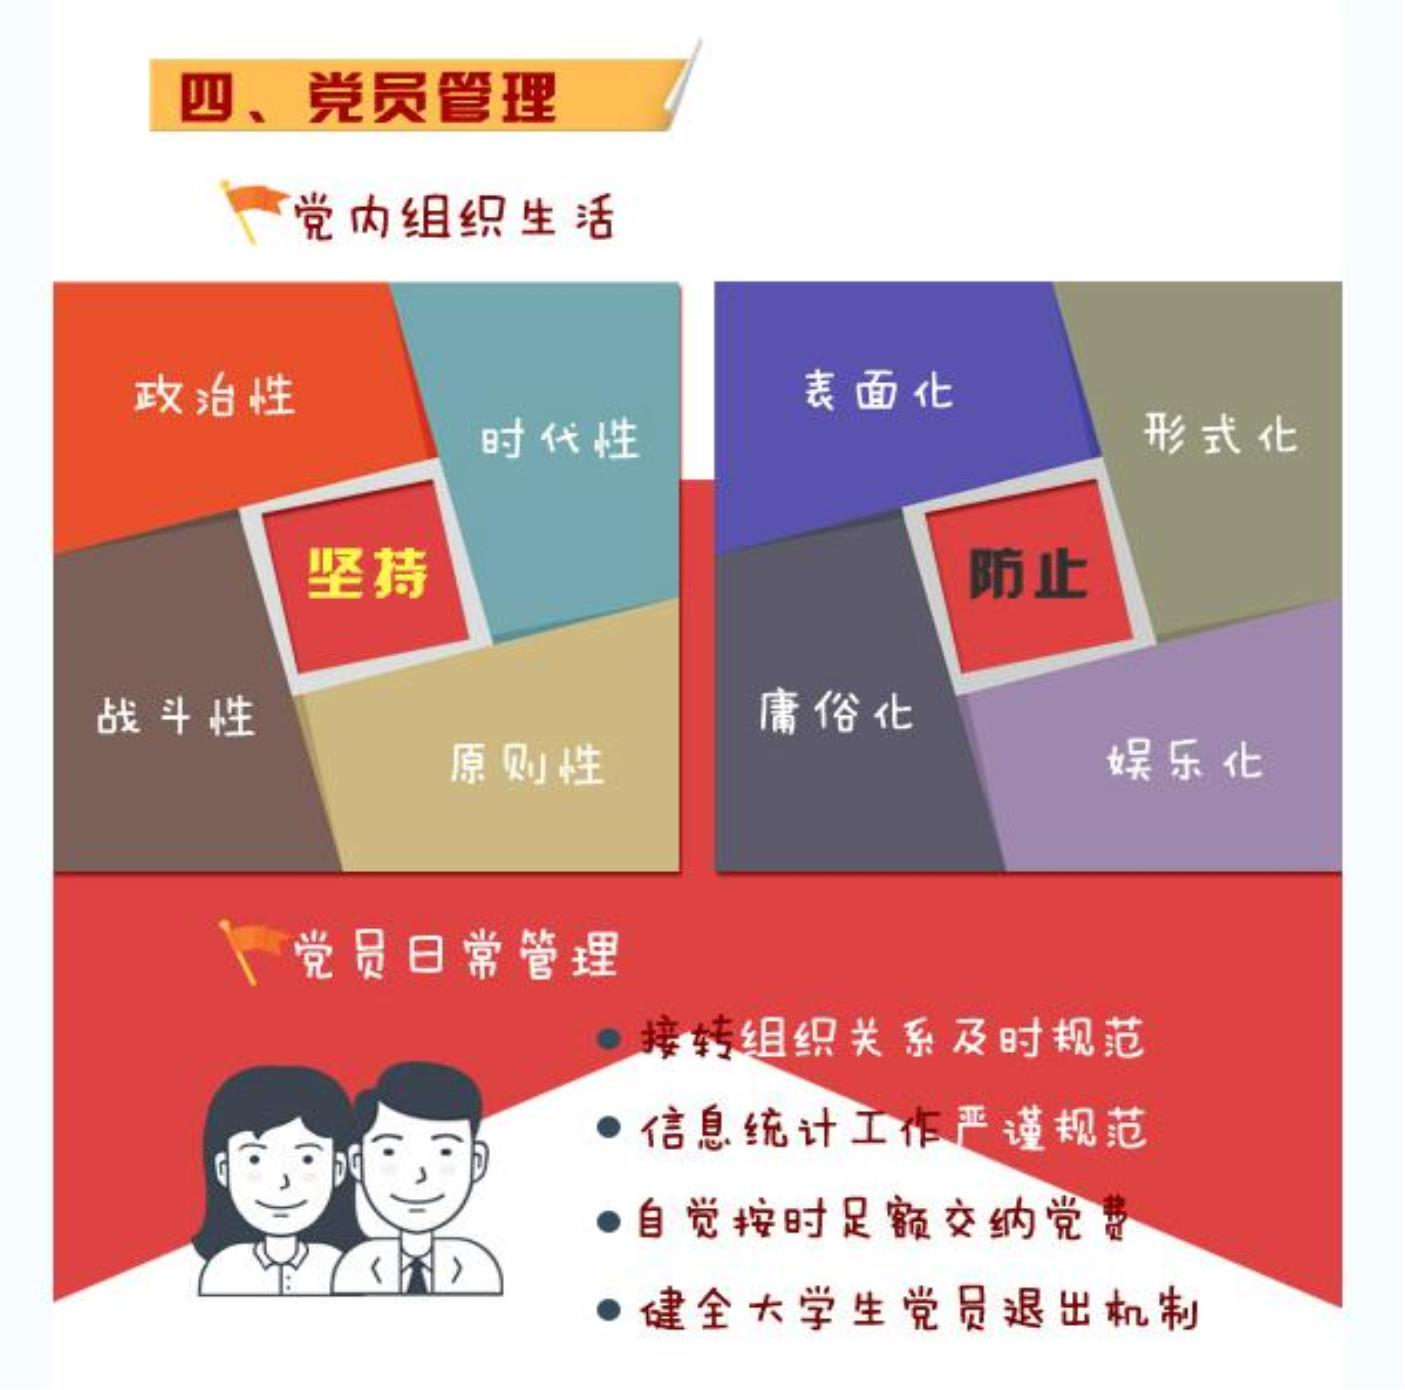 四、党员管理
党内组织生活
政治性
时代性
坚持
战斗性
原则性
表面化
形式化
防止
庸俗化
娱乐化
党员日常管理
接转组织关系及时规范
信息统计工作严谨规范
自觉按时足额交纳党费
健全大学生党员退出机制